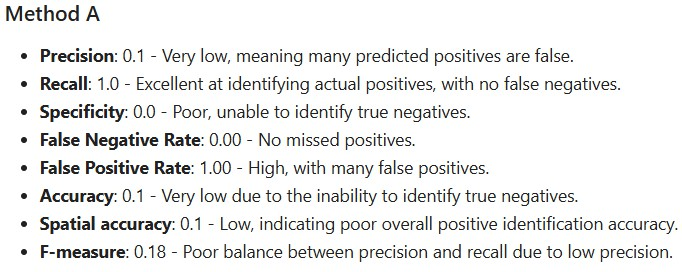 Method A
• Precision: 0.1 - Very low, meaning many predicted positives are false.
• Recall: 1.0 - Excellent at identifying actual positives, with no false negatives.
• Specificity: 0.0 - Poor, unable to identify true negatives.
• False Negative Rate: 0.00 - No missed positives.
• False Positive Rate: 1.00 - High, with many false positives.
• Accuracy: 0.1 - Very low due to the inability to identify true negatives.
• Spatial accuracy: 0.1 - Low, indicating poor overall positive identification accuracy.
• F-measure: 0.18 - Poor balance between precision and recall due to low precision.